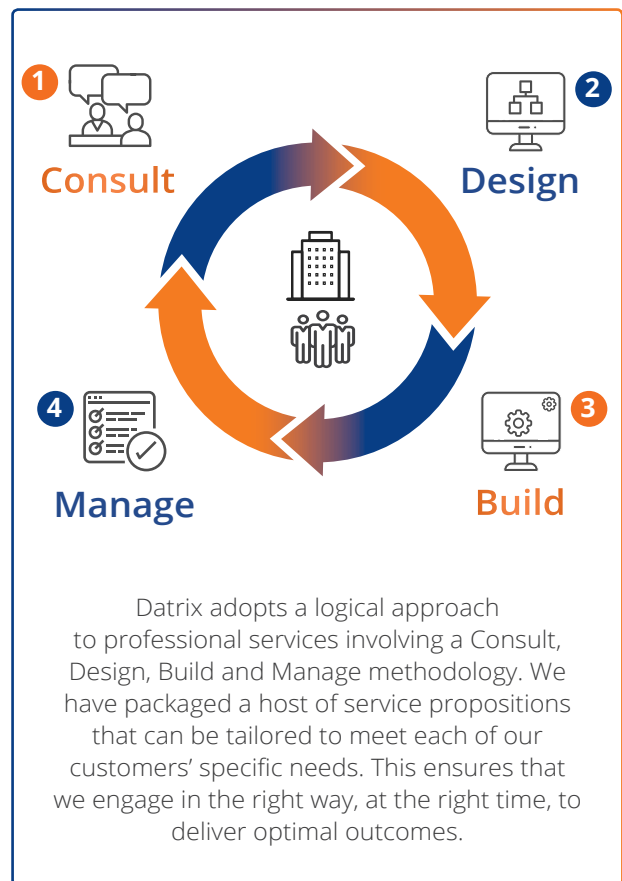 1
Consult
2
Design
4
Manage
3
Build
Datrix adopts a logical approach
to professional services involving a Consult,
Design, Build and Manage methodology. We
have packaged a host of service propositions
that can be tailored to meet each of our
customers’ specific needs. This ensures that
we engage in the right way, at the right time, to
deliver optimal outcomes.